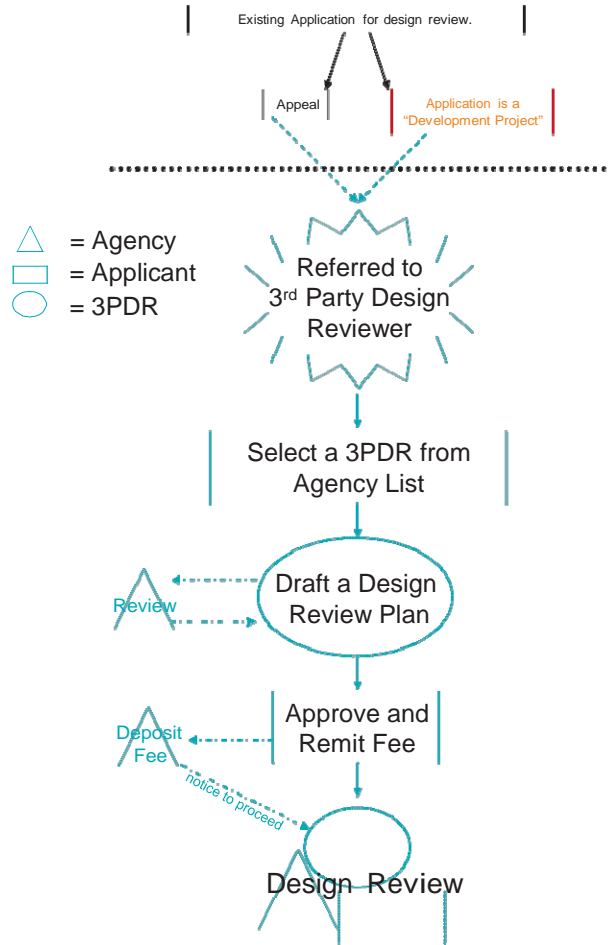 Existing Application for design review.
Appeal
Application is a
“Development Project”
= Agency
= Applicant
= 3PDR
Referred to
3rd Party Design
Reviewer
Select a 3PDR from
Agency List
Draft a Design
Review Plan
Review
Approve and
Remit Fee
Deposit
Fee
notice to proceed
Design Review